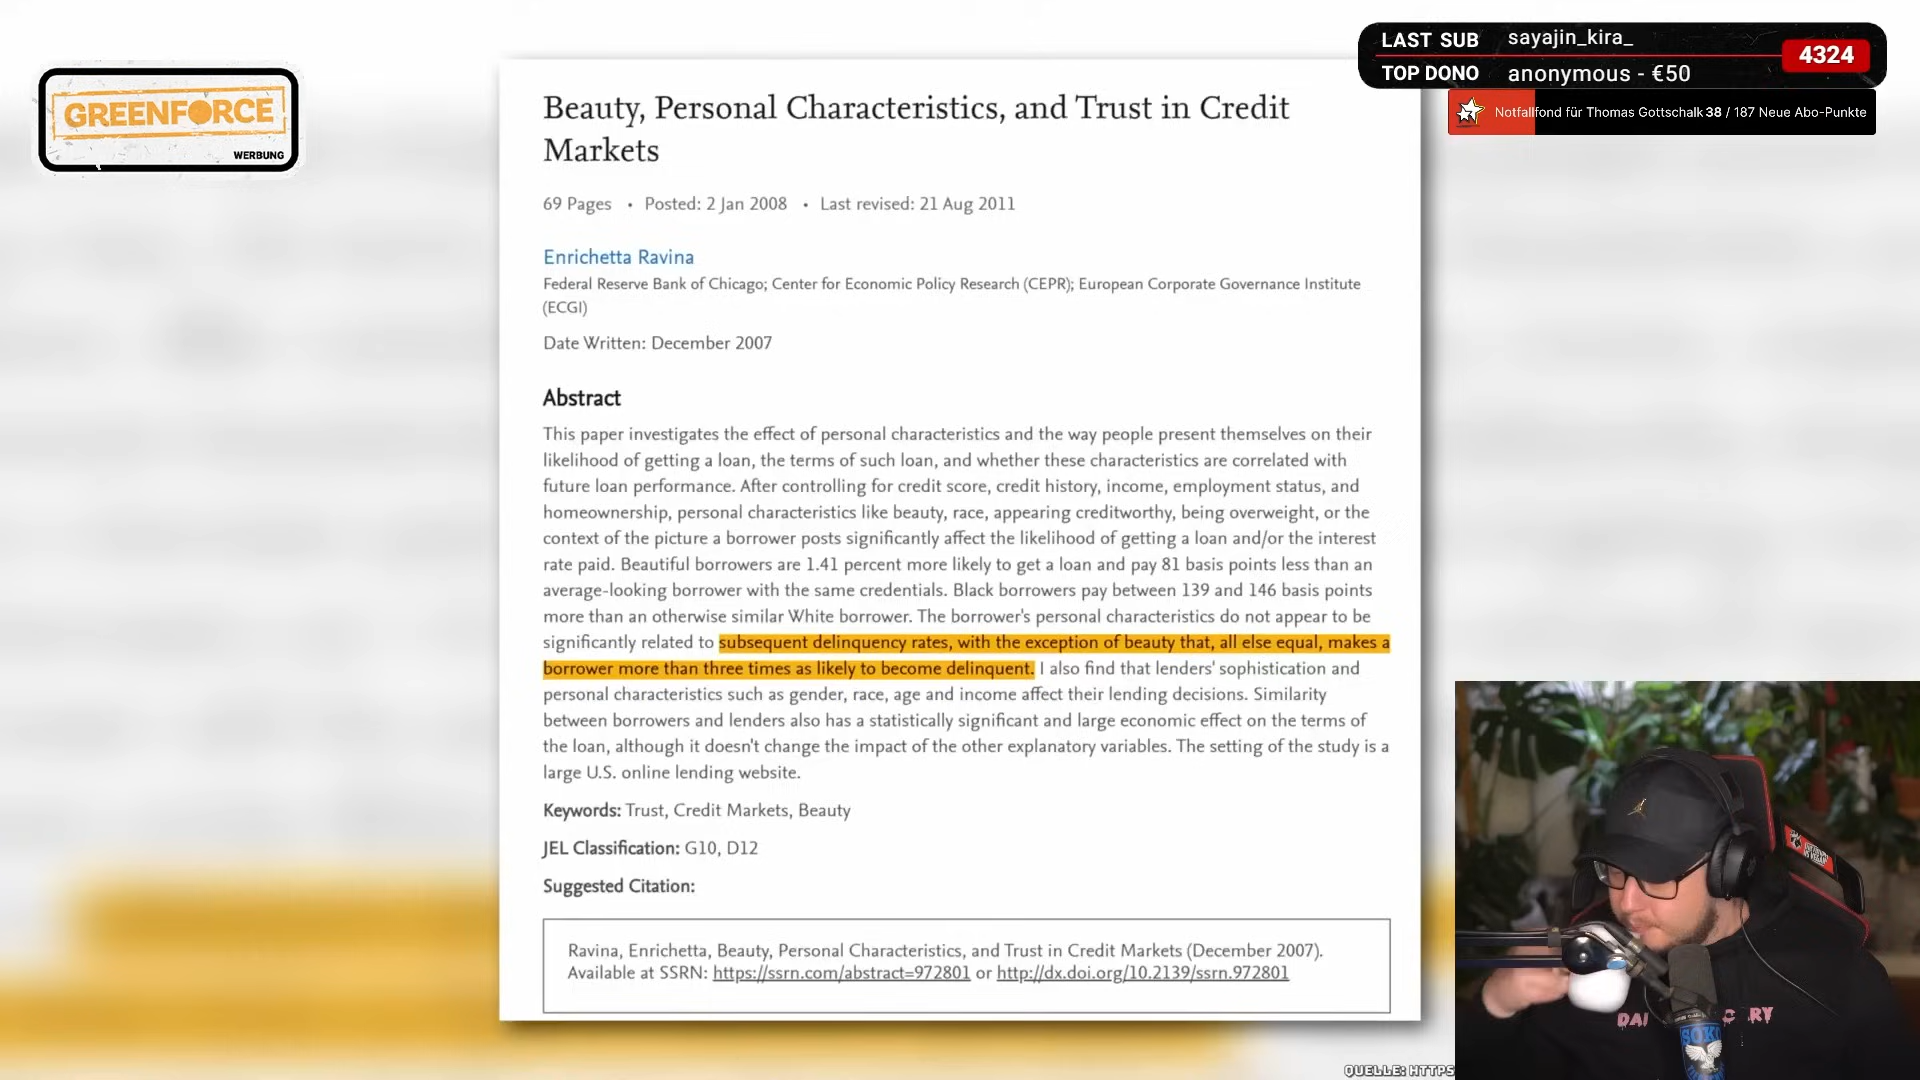 GREENFORCE
WERBUNG
LAST SUB sayajin_kira_
TOP DONO anonymous - €50
4324
Notfallfond für Thomas Gottschalk 38 / 187 Neue Abo-Punkte
Beauty, Personal Characteristics, and Trust in Credit
Markets
69 Pages • Posted: 2 Jan 2008 • Last revised: 21 Aug 2011
Enrichetta Ravina
Federal Reserve Bank of Chicago; Center for Economic Policy Research (CEPR); European Corporate Governance Institute
(ECGI)
Date Written: December 2007
Abstract
This paper investigates the effect of personal characteristics and the way people present themselves on their
likelihood of getting a loan, the terms of such loan, and whether these characteristics are correlated with
future loan performance. After controlling for credit score, credit history, income, employment status, and
homeownership, personal characteristics like beauty, race, appearing creditworthy, being overweight, or the
context of the picture a borrower posts significantly affect the likelihood of getting a loan and/or the interest
rate paid. Beautiful borrowers are 1.41 percent more likely to get a loan and pay 81 basis points less than an
average-looking borrower with the same credentials. Black borrowers pay between 139 and 146 basis points
more than an otherwise similar White borrower. The borrower's personal characteristics do not appear to be
significantly related to subsequent delinquency rates, with the exception of beauty that, all else equal, makes a
borrower more than three times as likely to become delinquent. I also find that lenders' sophistication and
personal characteristics such as gender, race, age and income affect their lending decisions. Similarity
between borrowers and lenders also has a statistically significant and large economic effect on the terms of
the loan, although it doesn't change the impact of the other explanatory variables. The setting of the study is a
large U.S. online lending website.
Keywords: Trust, Credit Markets, Beauty
JEL Classification: G10, D12
Suggested Citation:
Ravina, Enrichetta, Beauty, Personal Characteristics, and Trust in Credit Markets (December 2007).
Available at SSRN: https://ssrn.com/abstract=972801 or http://dx.doi.org/10.2139/ssrn.972801
QUELLE: HTTPS